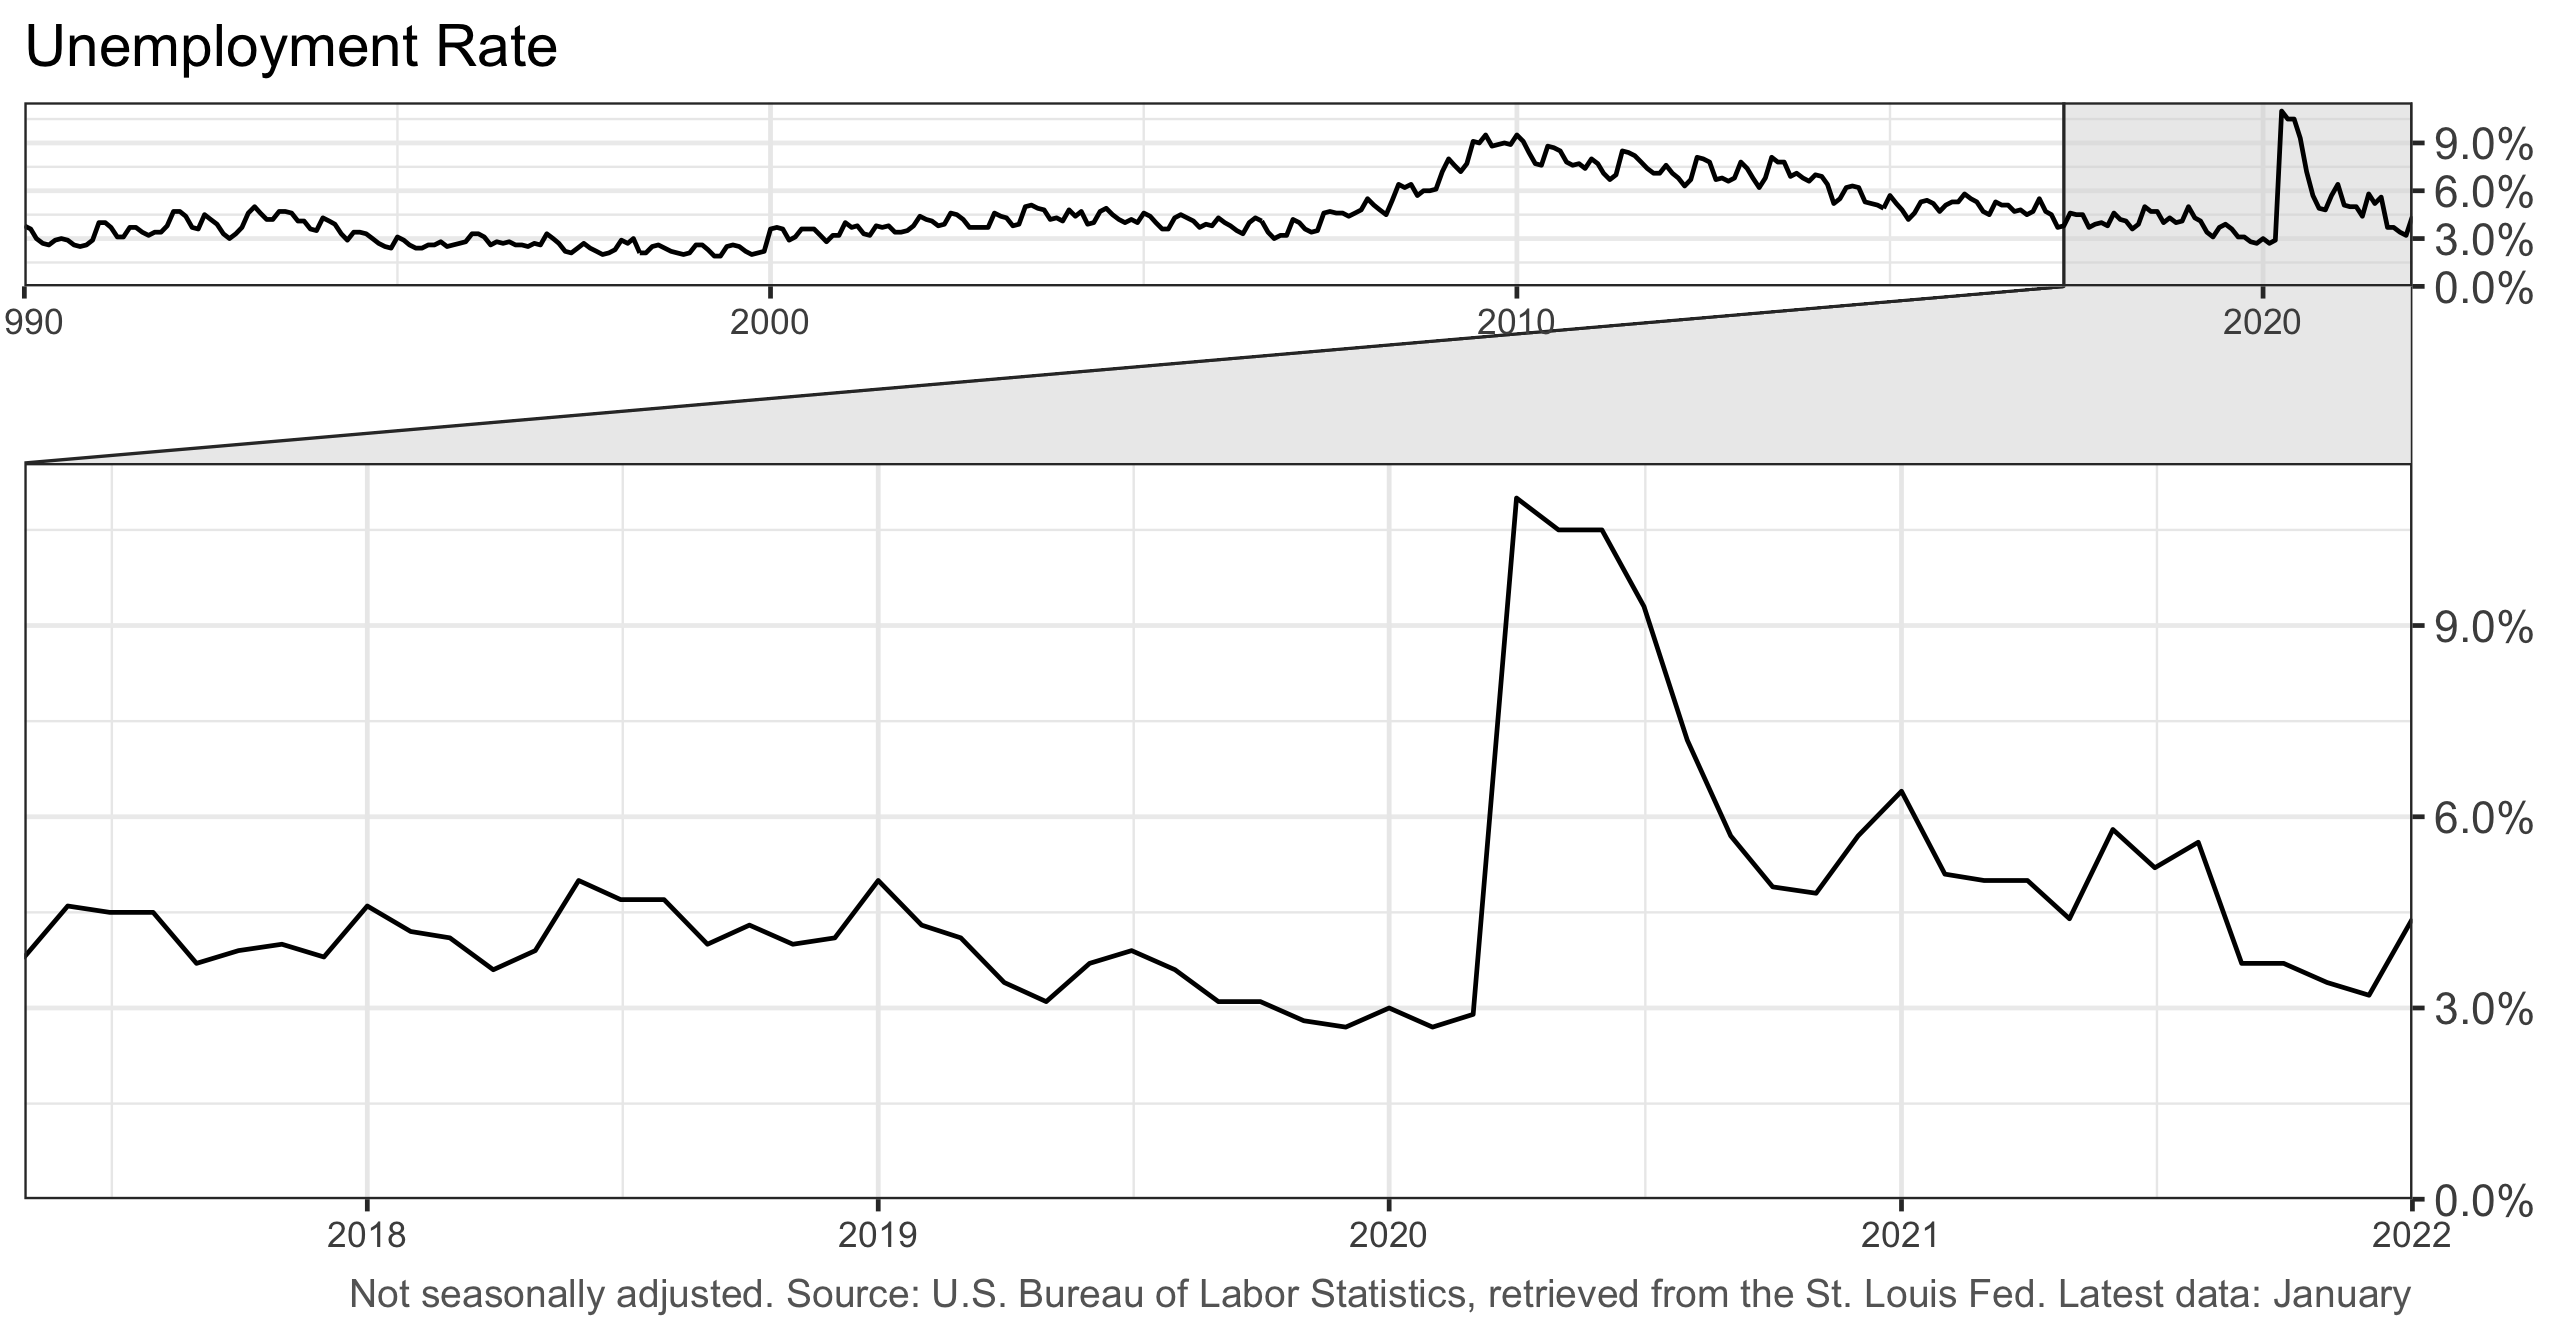 Unemployment Rate
9.0%
6.0%
3.0%
0.0%
990 2000 2010 2020
9.0%
6.0%
3.0%
0.0%
2018 2019 2020 2021 2022
Not seasonally adjusted. Source: U.S. Bureau of Labor Statistics, retrieved from the St. Louis Fed. Latest data: January